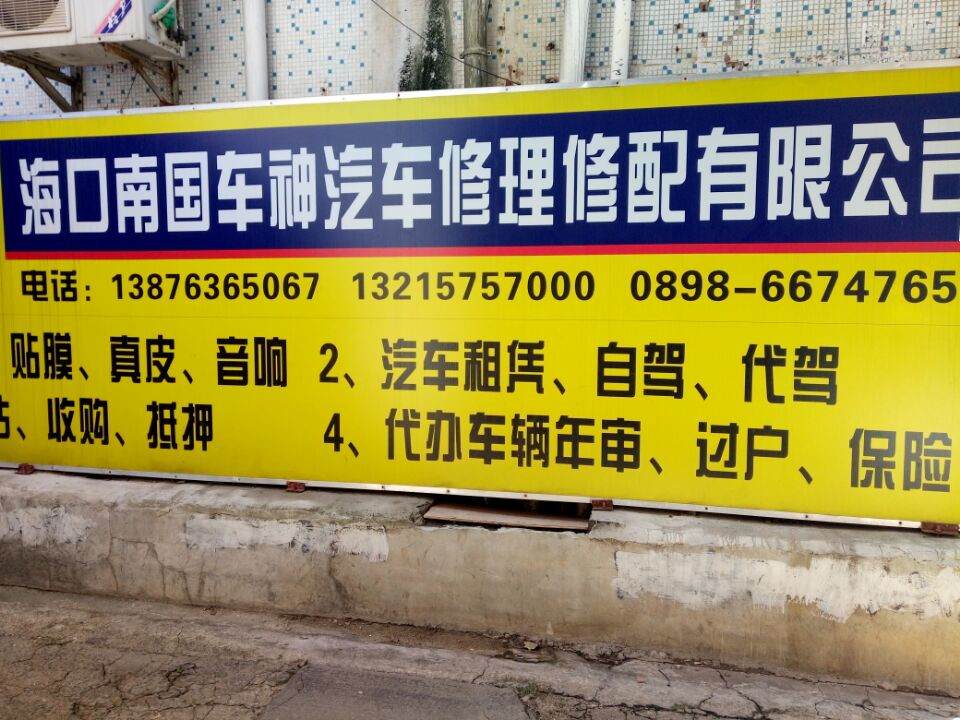 海口南国车神汽车修理修配有限公司
电话：13876365067 13215757000 0898-6674765
贴膜、真皮、音响 2、汽车租凭、自驾、代驾
、收购、抵押 4、代办车辆年审、过户、保险